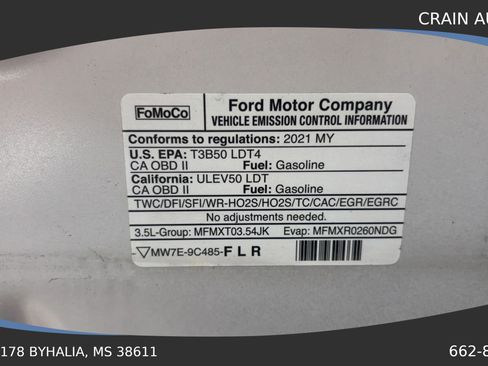 CRAIN AU
FoMoCo
Ford Motor Company
VEHICLE EMISSION CONTROL INFORMATION
Conforms to regulations: 2021 MY
U.S. EPA: T3B50 LDT4
CA OBD II Fuel: Gasoline
California: ULEV50 LDT
CA OBD II Fuel: Gasoline
TWC/DFI/SFI/WR-HO2S/HO2S/TC/CAC/EGR/EGRC
No adjustments needed.
3.5L-Group: MFMXT03.54JK Evap: MFMXR0260NDG
▽MW7E-9C485-F L R
178 BYHALIA, MS 38611
662-8